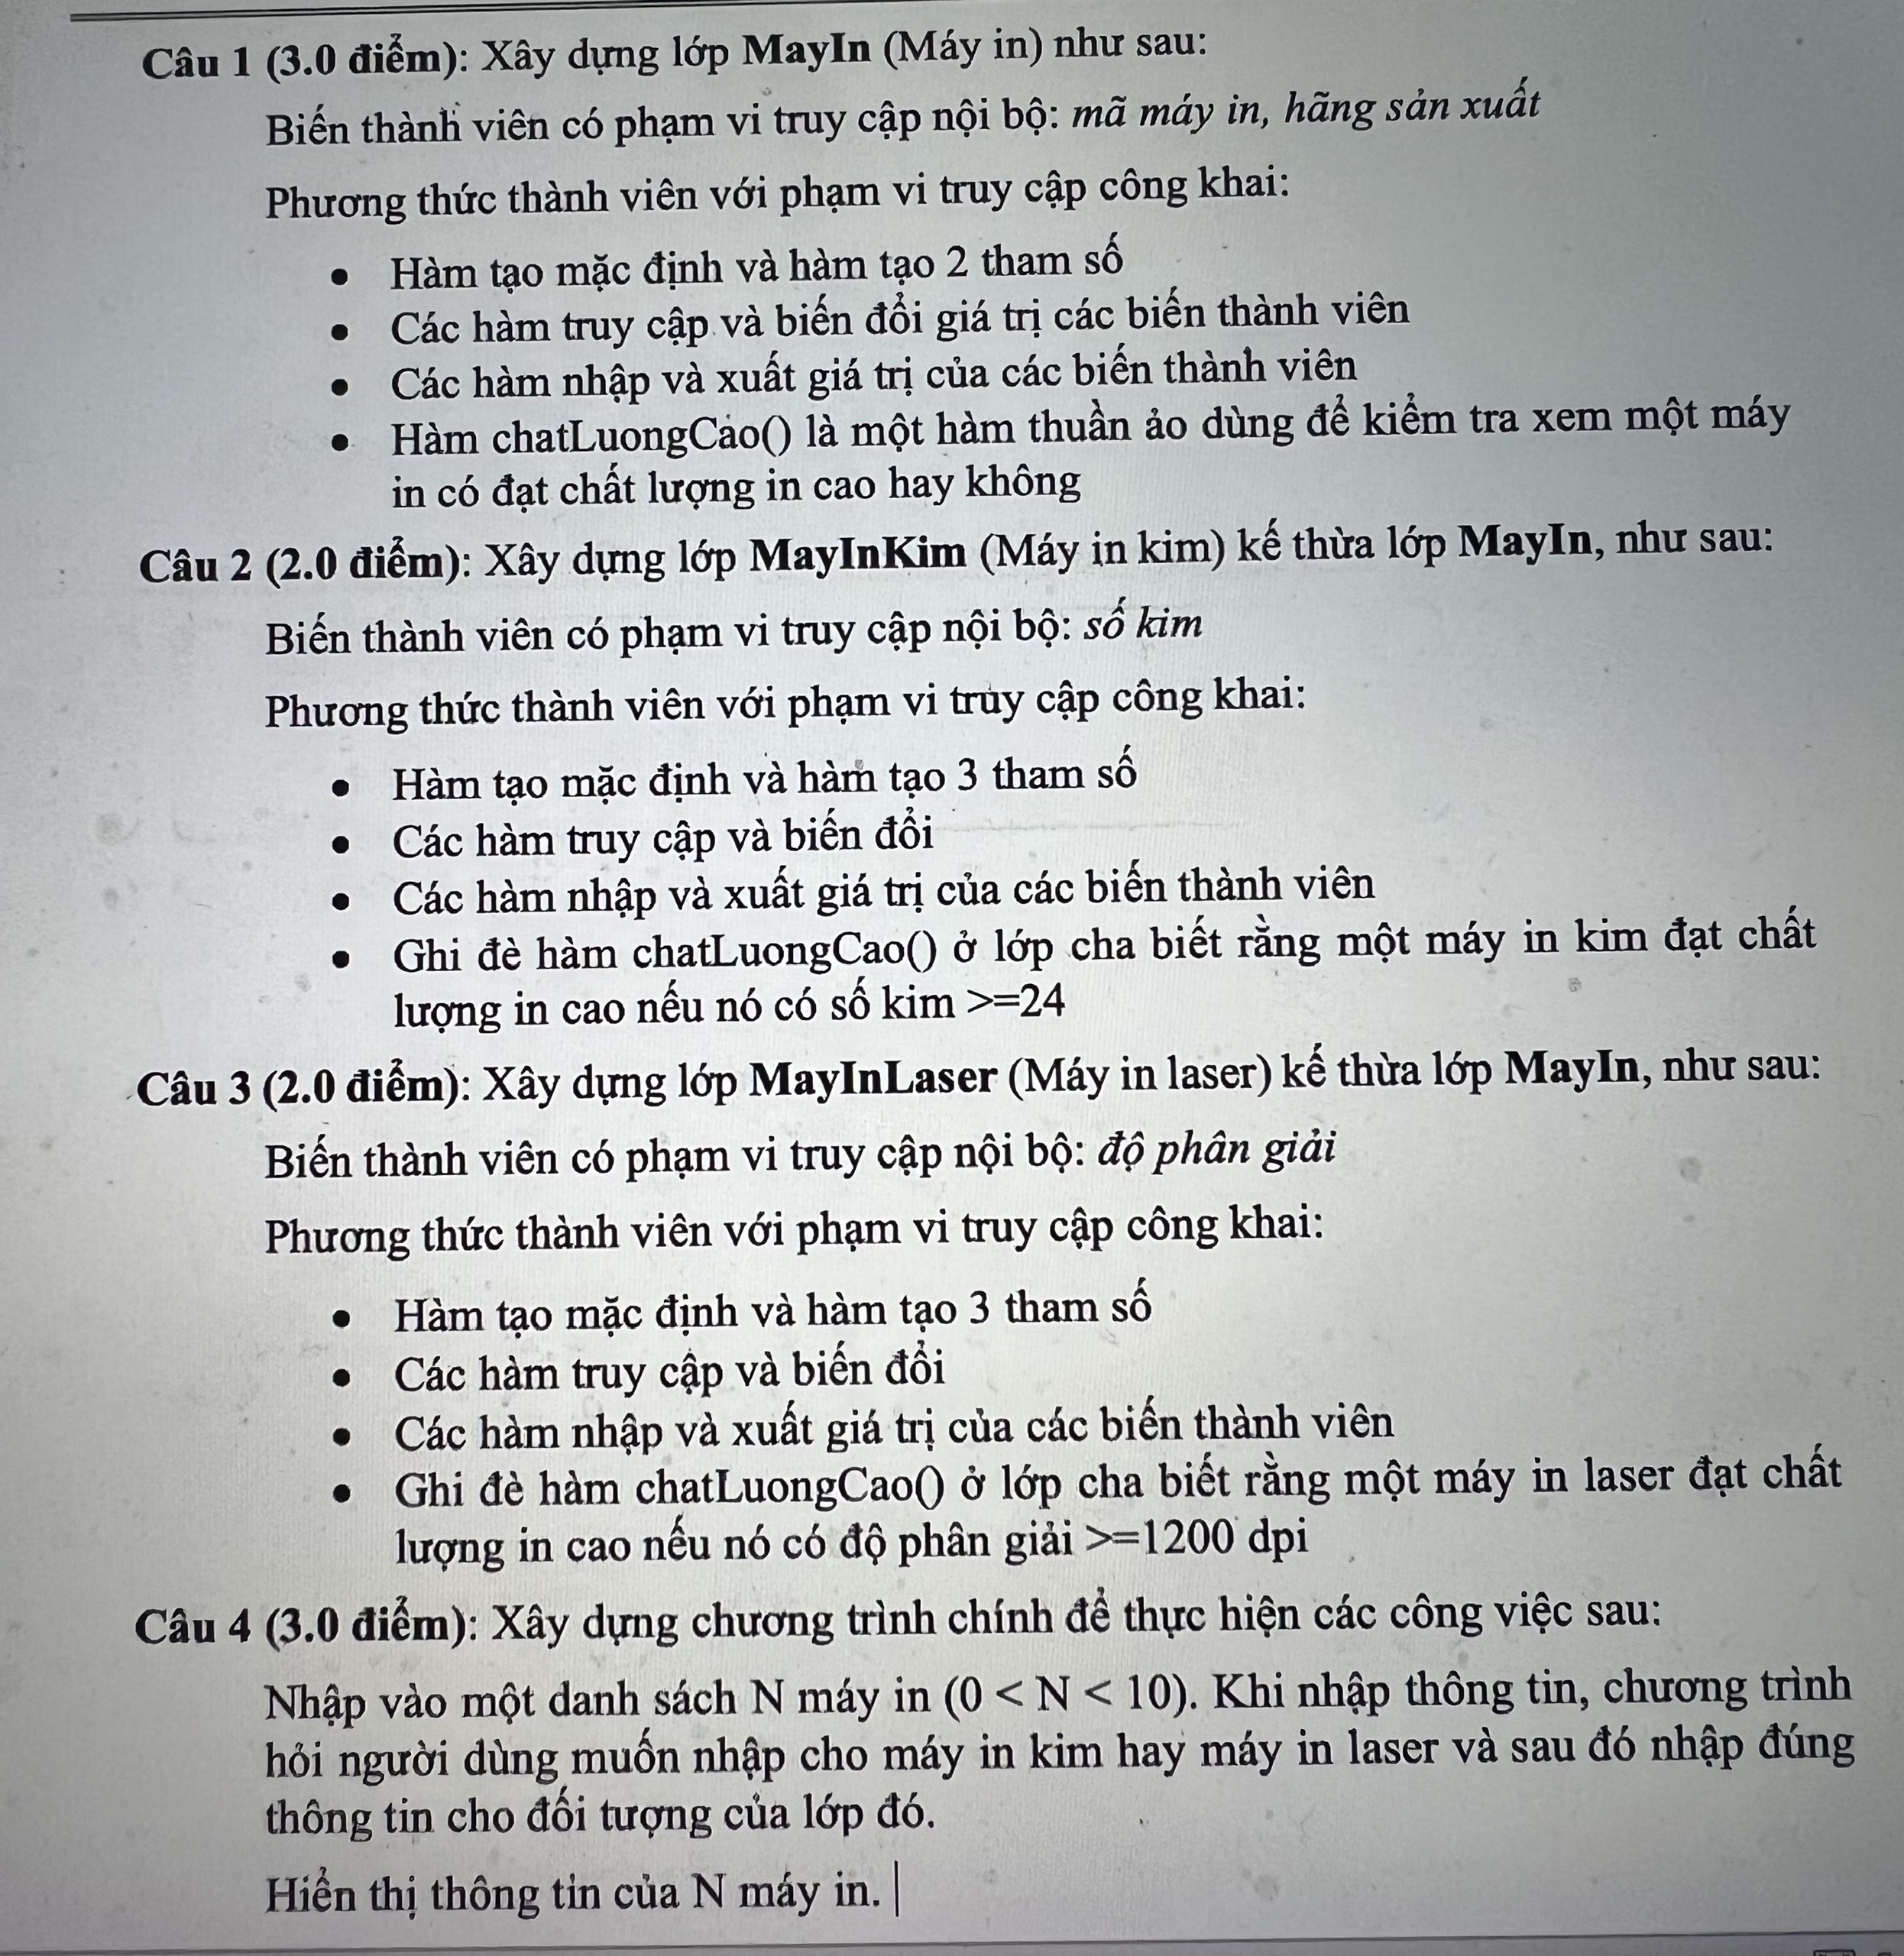 Câu 1 (3.0 điểm): Xây dựng lớp MayIn (Máy in) như sau:
Biến thành viên có phạm vi truy cập nội bộ: mã máy in, hãng sản xuất
Phương thức thành viên với phạm vi truy cập công khai:
• Hàm tạo mặc định và hàm tạo 2 tham số
• Các hàm truy cập và biến đổi giá trị các biến thành viên
• Các hàm nhập và xuất giá trị của các biến thành viên
• Hàm chatLuongCao() là một hàm thuần ảo dùng để kiểm tra xem một máy
in có đạt chất lượng in cao hay không
Câu 2 (2.0 điểm): Xây dựng lớp MayInKim (Máy in kim) kế thừa lớp MayIn, như sau:
Biến thành viên có phạm vi truy cập nội bộ: số kim
Phương thức thành viên với phạm vi truy cập công khai:
• Hàm tạo mặc định và hàm tạo 3 tham số
• Các hàm truy cập và biến đổi
• Các hàm nhập và xuất giá trị của các biến thành viên
• Ghi đè hàm chatLuongCao() ở lớp cha biết rằng một máy in kim đạt chất
lượng in cao nếu nó có số kim >=24
Câu 3 (2.0 điểm): Xây dựng lớp MayInLaser (Máy in laser) kế thừa lớp MayIn, như sau:
Biến thành viên có phạm vi truy cập nội bộ: độ phân giải
Phương thức thành viên với phạm vi truy cập công khai:
• Hàm tạo mặc định và hàm tạo 3 tham số
• Các hàm truy cập và biến đổi
• Các hàm nhập và xuất giá trị của các biến thành viên
• Ghi đè hàm chatLuongCao() ở lớp cha biết rằng một máy in laser đạt chất
lượng in cao nếu nó có độ phân giải >=1200 dpi
Câu 4 (3.0 điểm): Xây dựng chương trình chính để thực hiện các công việc sau:
Nhập vào một danh sách N máy in (0 < N < 10). Khi nhập thông tin, chương trình
hỏi người dùng muốn nhập cho máy in kim hay máy in laser và sau đó nhập đúng
thông tin cho đối tượng của lớp đó.
Hiển thị thông tin của N máy in.